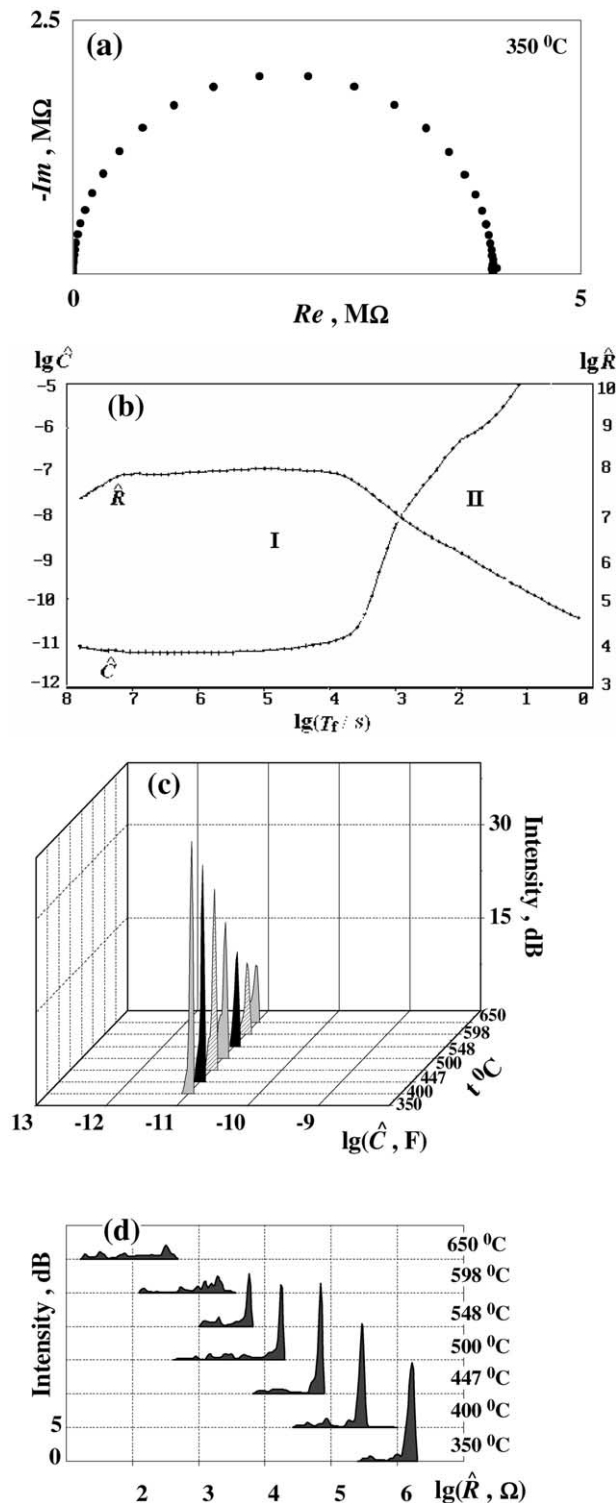 2.5
(a)
350 ⁰C
-Im, MΩ
0
5
Re, MΩ
lg Ĉ
lg R̂
-5
-6
-7
-8
-9
-10
-11
-12
(b)
10
9
8
7
6
5
4
3
R̂
I
II
Ĉ
8 7 6 5 4 3 2 1 0
lg(T_f / s)
(c)
30
15
Intensity, dB
650
598
548
500
447
400
350
t ⁰C
13 -12 -11 -10 -9
lg(Ĉ, F)
(d)
Intensity, dB
650 ⁰C
598 ⁰C
548 ⁰C
500 ⁰C
447 ⁰C
400 ⁰C
350 ⁰C
5
0
2 3 4 5 6
lg(R̂, Ω)